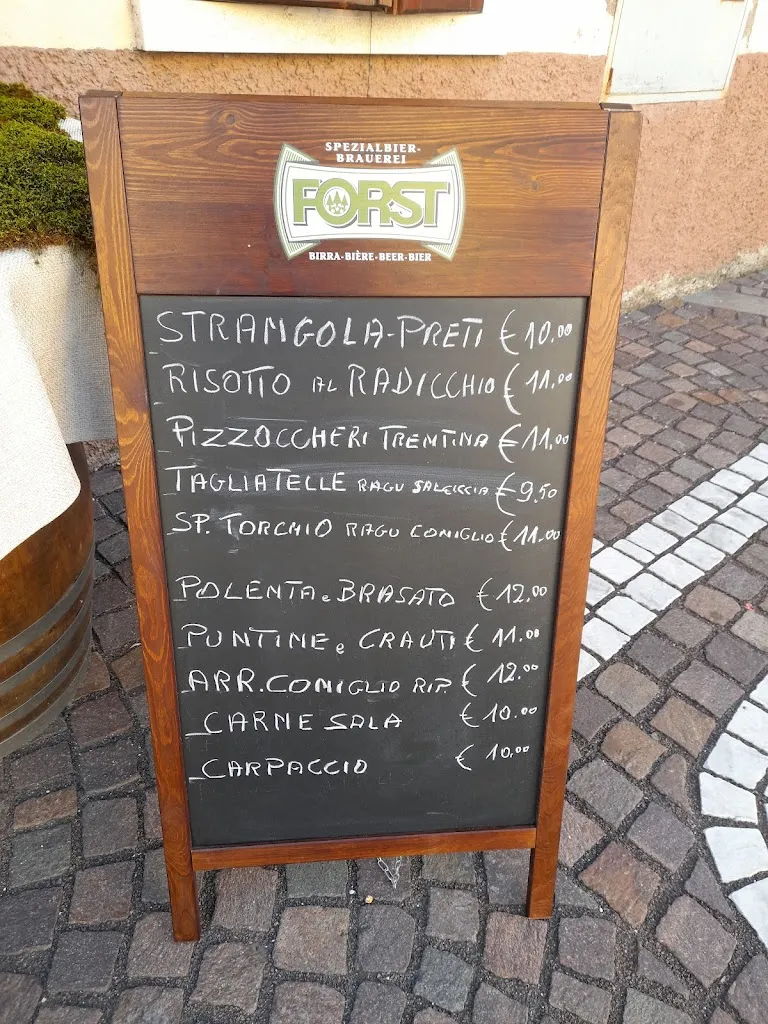 SPEZIALBIER-
BRAUEREI
FORST
BIRRA-BIÈRE-BEER-BIER
STRANGOLA-PRETI €10.00
RISOTTO AL RADICCHIO €11.00
PIZZOCCHERI TRENTINA €11.00
TAGLIATELLE RAGU SALCICCIA €9,50
SP. TORCHIO RAGU CONIGLIO €11.00
POLENTA e BRASATO €12.00
PUNTINE e CRAUTI €11.00
ARR. CONIGLIO RIP. €12.00
CARNE SALA €10.00
CARPACCIO €10.00